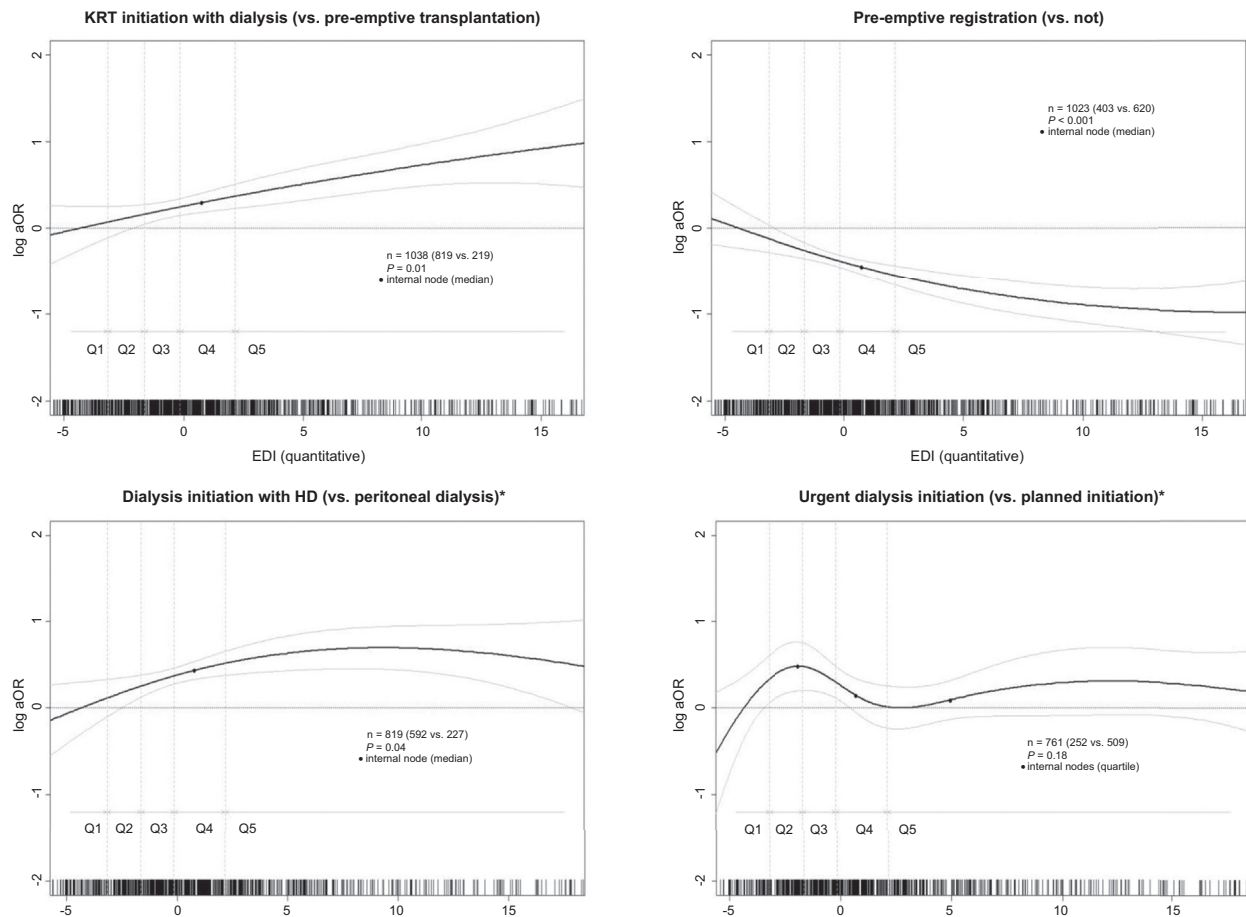 KRT initiation with dialysis (vs. pre-emptive transplantation)
2
1
0
-1
-2
log aOR
n = 1038 (819 vs. 219)
P = 0.01
• internal node (median)
Q1 Q2 Q3 Q4 Q5
-5 0 5 10 15
EDI (quantitative)
Pre-emptive registration (vs. not)
2
1
0
-1
-2
log aOR
n = 1023 (403 vs. 620)
P < 0.001
• internal node (median)
Q1 Q2 Q3 Q4 Q5
-5 0 5 10 15
EDI (quantitative)
Dialysis initiation with HD (vs. peritoneal dialysis)*
2
1
0
-1
-2
log aOR
n = 819 (592 vs. 227)
P = 0.04
• internal node (median)
Q1 Q2 Q3 Q4 Q5
-5 0 5 10 15
Urgent dialysis initiation (vs. planned initiation)*
2
1
0
-1
-2
log aOR
n = 761 (252 vs. 509)
P = 0.18
• internal nodes (quartile)
Q1 Q2 Q3 Q4 Q5
-5 0 5 10 15